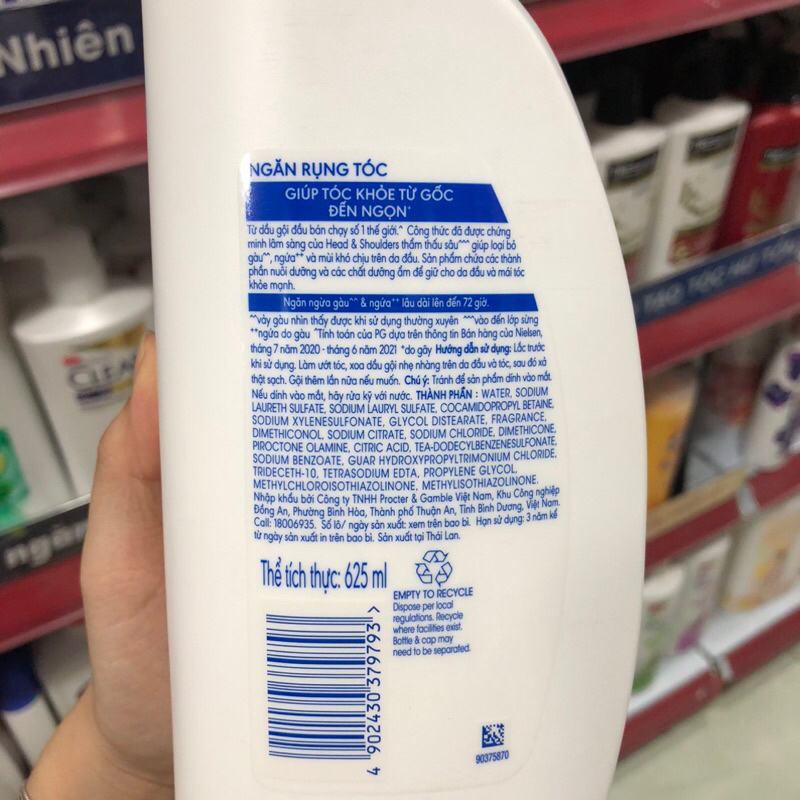 Nhiên
NGĂN RỤNG TÓC
GIÚP TÓC KHỎE TỪ GỐC
ĐẾN NGỌN*
Từ dầu gội đầu bán chạy số 1 thế giới.^ Công thức đã được chứng
minh lâm sàng của Head & Shoulders thẩm thấu sâu^^^ giúp loại bỏ
gàu^^, ngứa** và mùi khó chịu trên da đầu. Sản phẩm chứa các thành
phần nuôi dưỡng và các chất dưỡng ẩm để giữ cho da đầu và mái tóc
khỏe mạnh.
Ngăn ngừa gàu^^ & ngứa** lâu dài lên đến 72 giờ.
^^vảy gàu nhìn thấy được khi sử dụng thường xuyên ^^^vào đến lớp sừng
**ngứa do gàu ^Tính toán của PG dựa trên thông tin Bán hàng của Nielsen,
tháng 7 năm 2020 - tháng 6 năm 2021 *do gãy Hướng dẫn sử dụng: Lắc trước
khi sử dụng. Làm ướt tóc, xoa dầu gội nhẹ nhàng trên da đầu và tóc, sau đó xả
thật sạch. Gội thêm lần nữa nếu muốn. Chú ý: Tránh để sản phẩm dính vào mắt.
Nếu dính vào mắt, hãy rửa kỹ với nước. THÀNH PHẦN : WATER, SODIUM
LAURETH SULFATE, SODIUM LAURYL SULFATE, COCAMIDOPROPYL BETAINE,
SODIUM XYLENESULFONATE, GLYCOL DISTEARATE, FRAGRANCE,
DIMETHICONOL, SODIUM CITRATE, SODIUM CHLORIDE, DIMETHICONE,
PIROCTONE OLAMINE, CITRIC ACID, TEA-DODECYLBENZENESULFONATE,
SODIUM BENZOATE, GUAR HYDROXYPROPYLTRIMONIUM CHLORIDE,
TRIDECETH-10, TETRASODIUM EDTA, PROPYLENE GLYCOL,
METHYLCHLOROISOTHIAZOLINONE, METHYLISOTHIAZOLINONE.
Nhập khẩu bởi Công ty TNHH Procter & Gamble Việt Nam, Khu Công nghiệp
Đồng An, Phường Bình Hòa, Thành phố Thuận An, Tỉnh Bình Dương, Việt Nam.
Call: 18006935. Số lô/ ngày sản xuất: xem trên bao bì. Hạn sử dụng: 3 năm kể
từ ngày sản xuất in trên bao bì. Sản xuất tại Thái Lan.
Thể tích thực: 625 ml
EMPTY TO RECYCLE
Dispose per local
regulations. Recycle
where facilities exist.
Bottle & cap may
need to be separated.
4 902430 379793 >
90375870
CLEAR